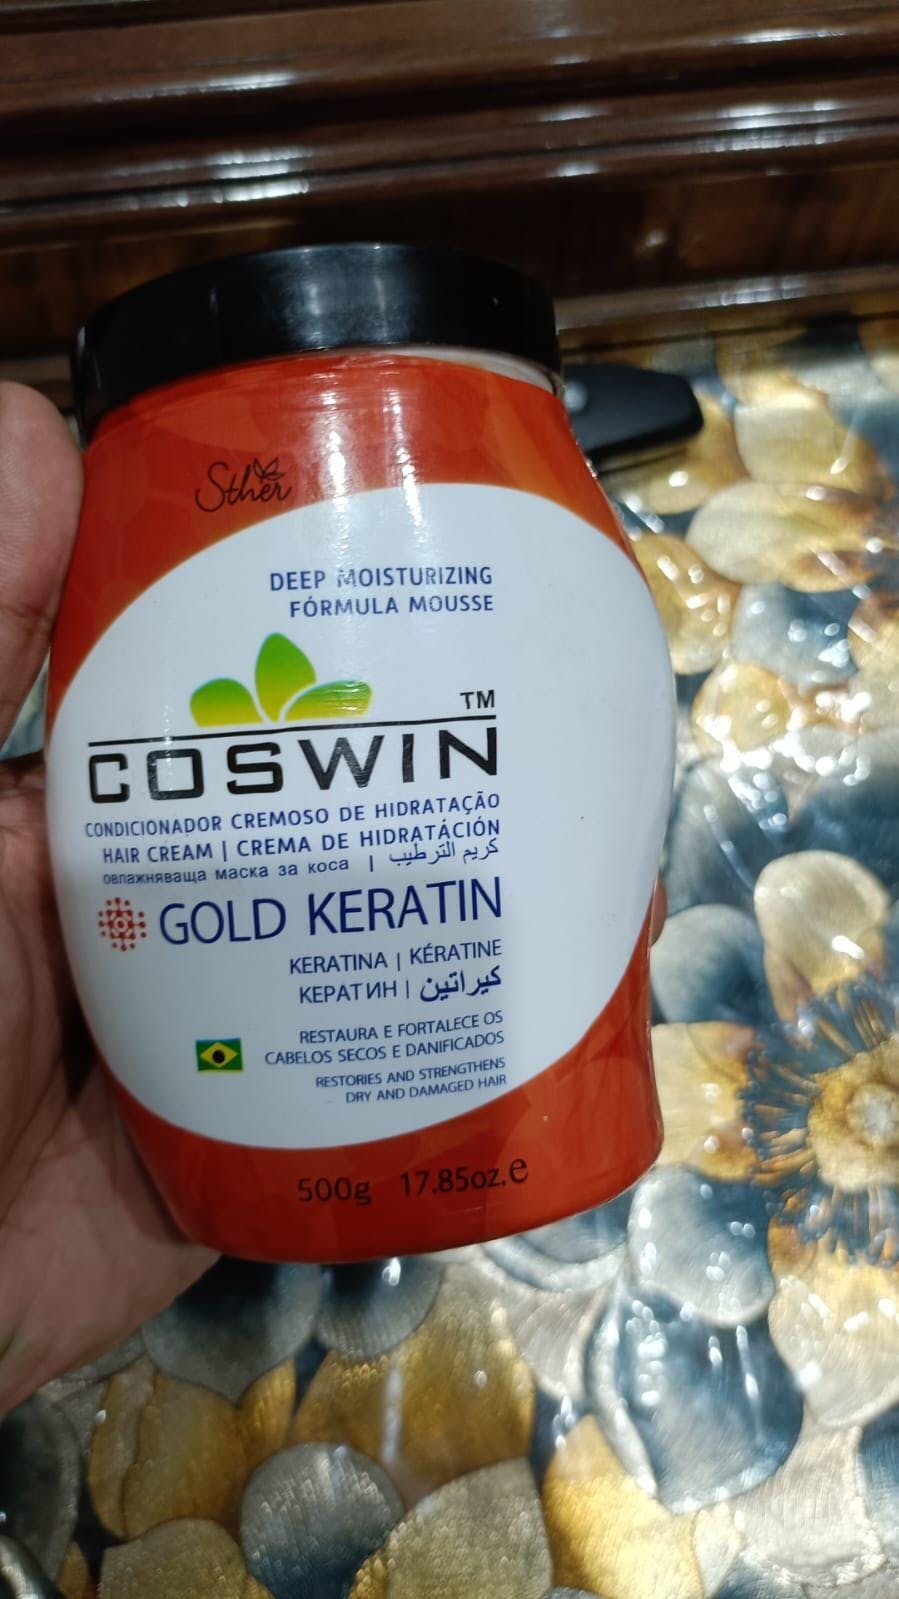 Sther
DEEP MOISTURIZING
FÓRMULA MOUSSE
TM
COSWIN
CONDICIONADOR CREMOSO DE HIDRATAÇÃO
HAIR CREAM | CREMA DE HIDRATÁCIÓN
овлажняваща маска за коса | كريم الترطيب
GOLD KERATIN
KERATINA | KÉRATINE
КЕРАТИН | كيراتين
RESTAURA E FORTALECE OS
CABELOS SECOS E DANIFICADOS
RESTORIES AND STRENGTHENS
DRY AND DAMAGED HAIR
500g 17.85oz.e